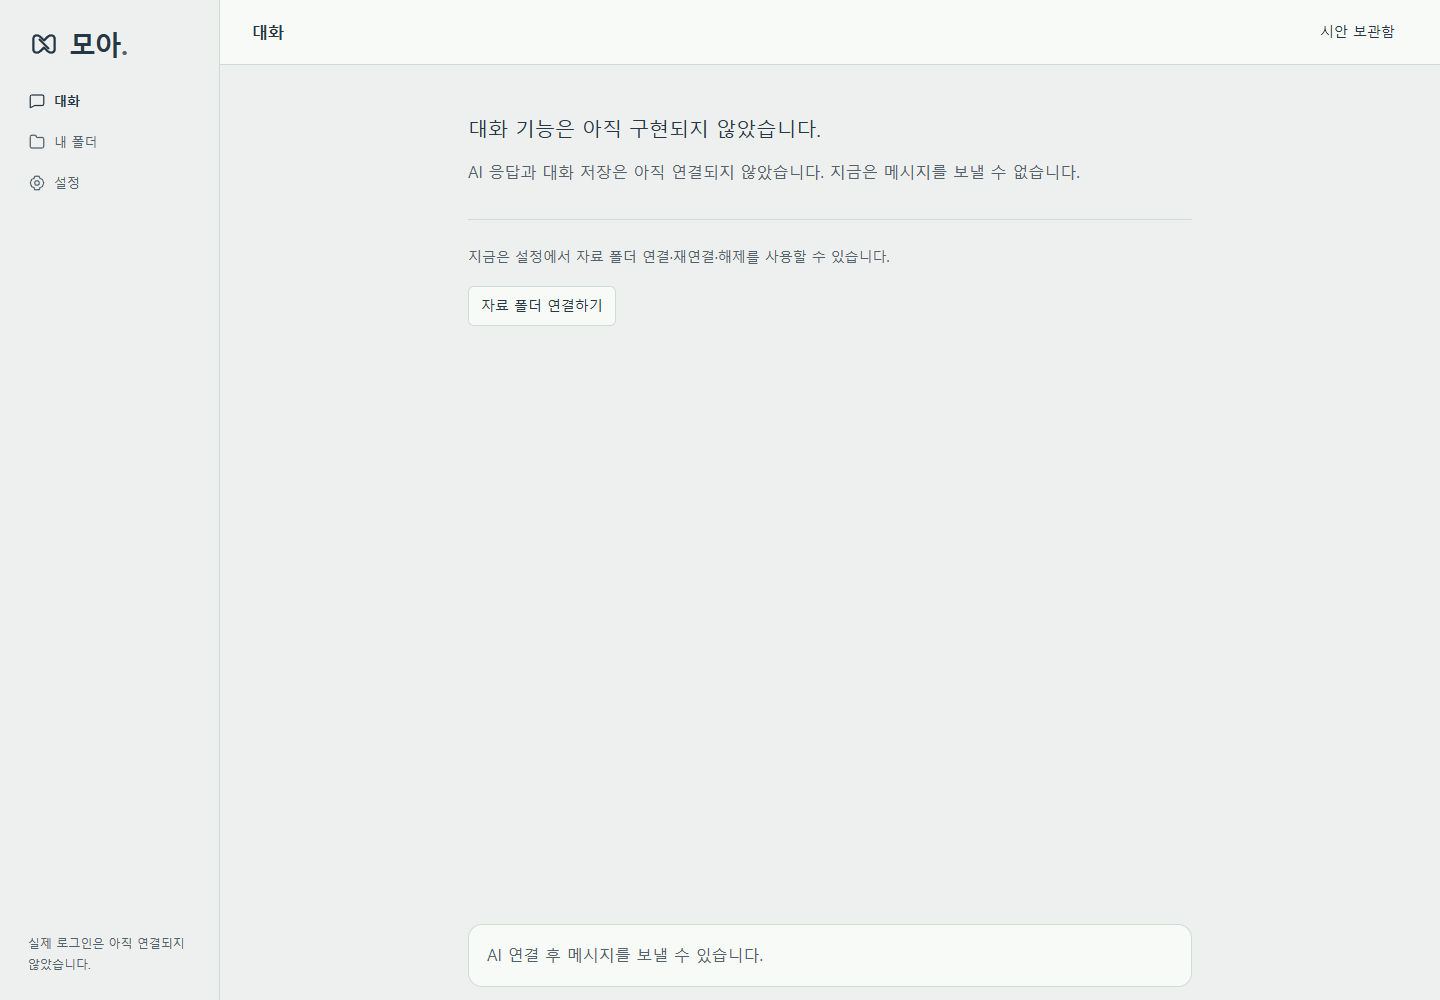 모아.
대화
내 폴더
설정
실제 로그인은 아직 연결되지
않았습니다.
대화
시안 보관함
대화 기능은 아직 구현되지 않았습니다.
AI 응답과 대화 저장은 아직 연결되지 않았습니다. 지금은 메시지를 보낼 수 없습니다.
지금은 설정에서 자료 폴더 연결·재연결·해제를 사용할 수 있습니다.
자료 폴더 연결하기
AI 연결 후 메시지를 보낼 수 있습니다.